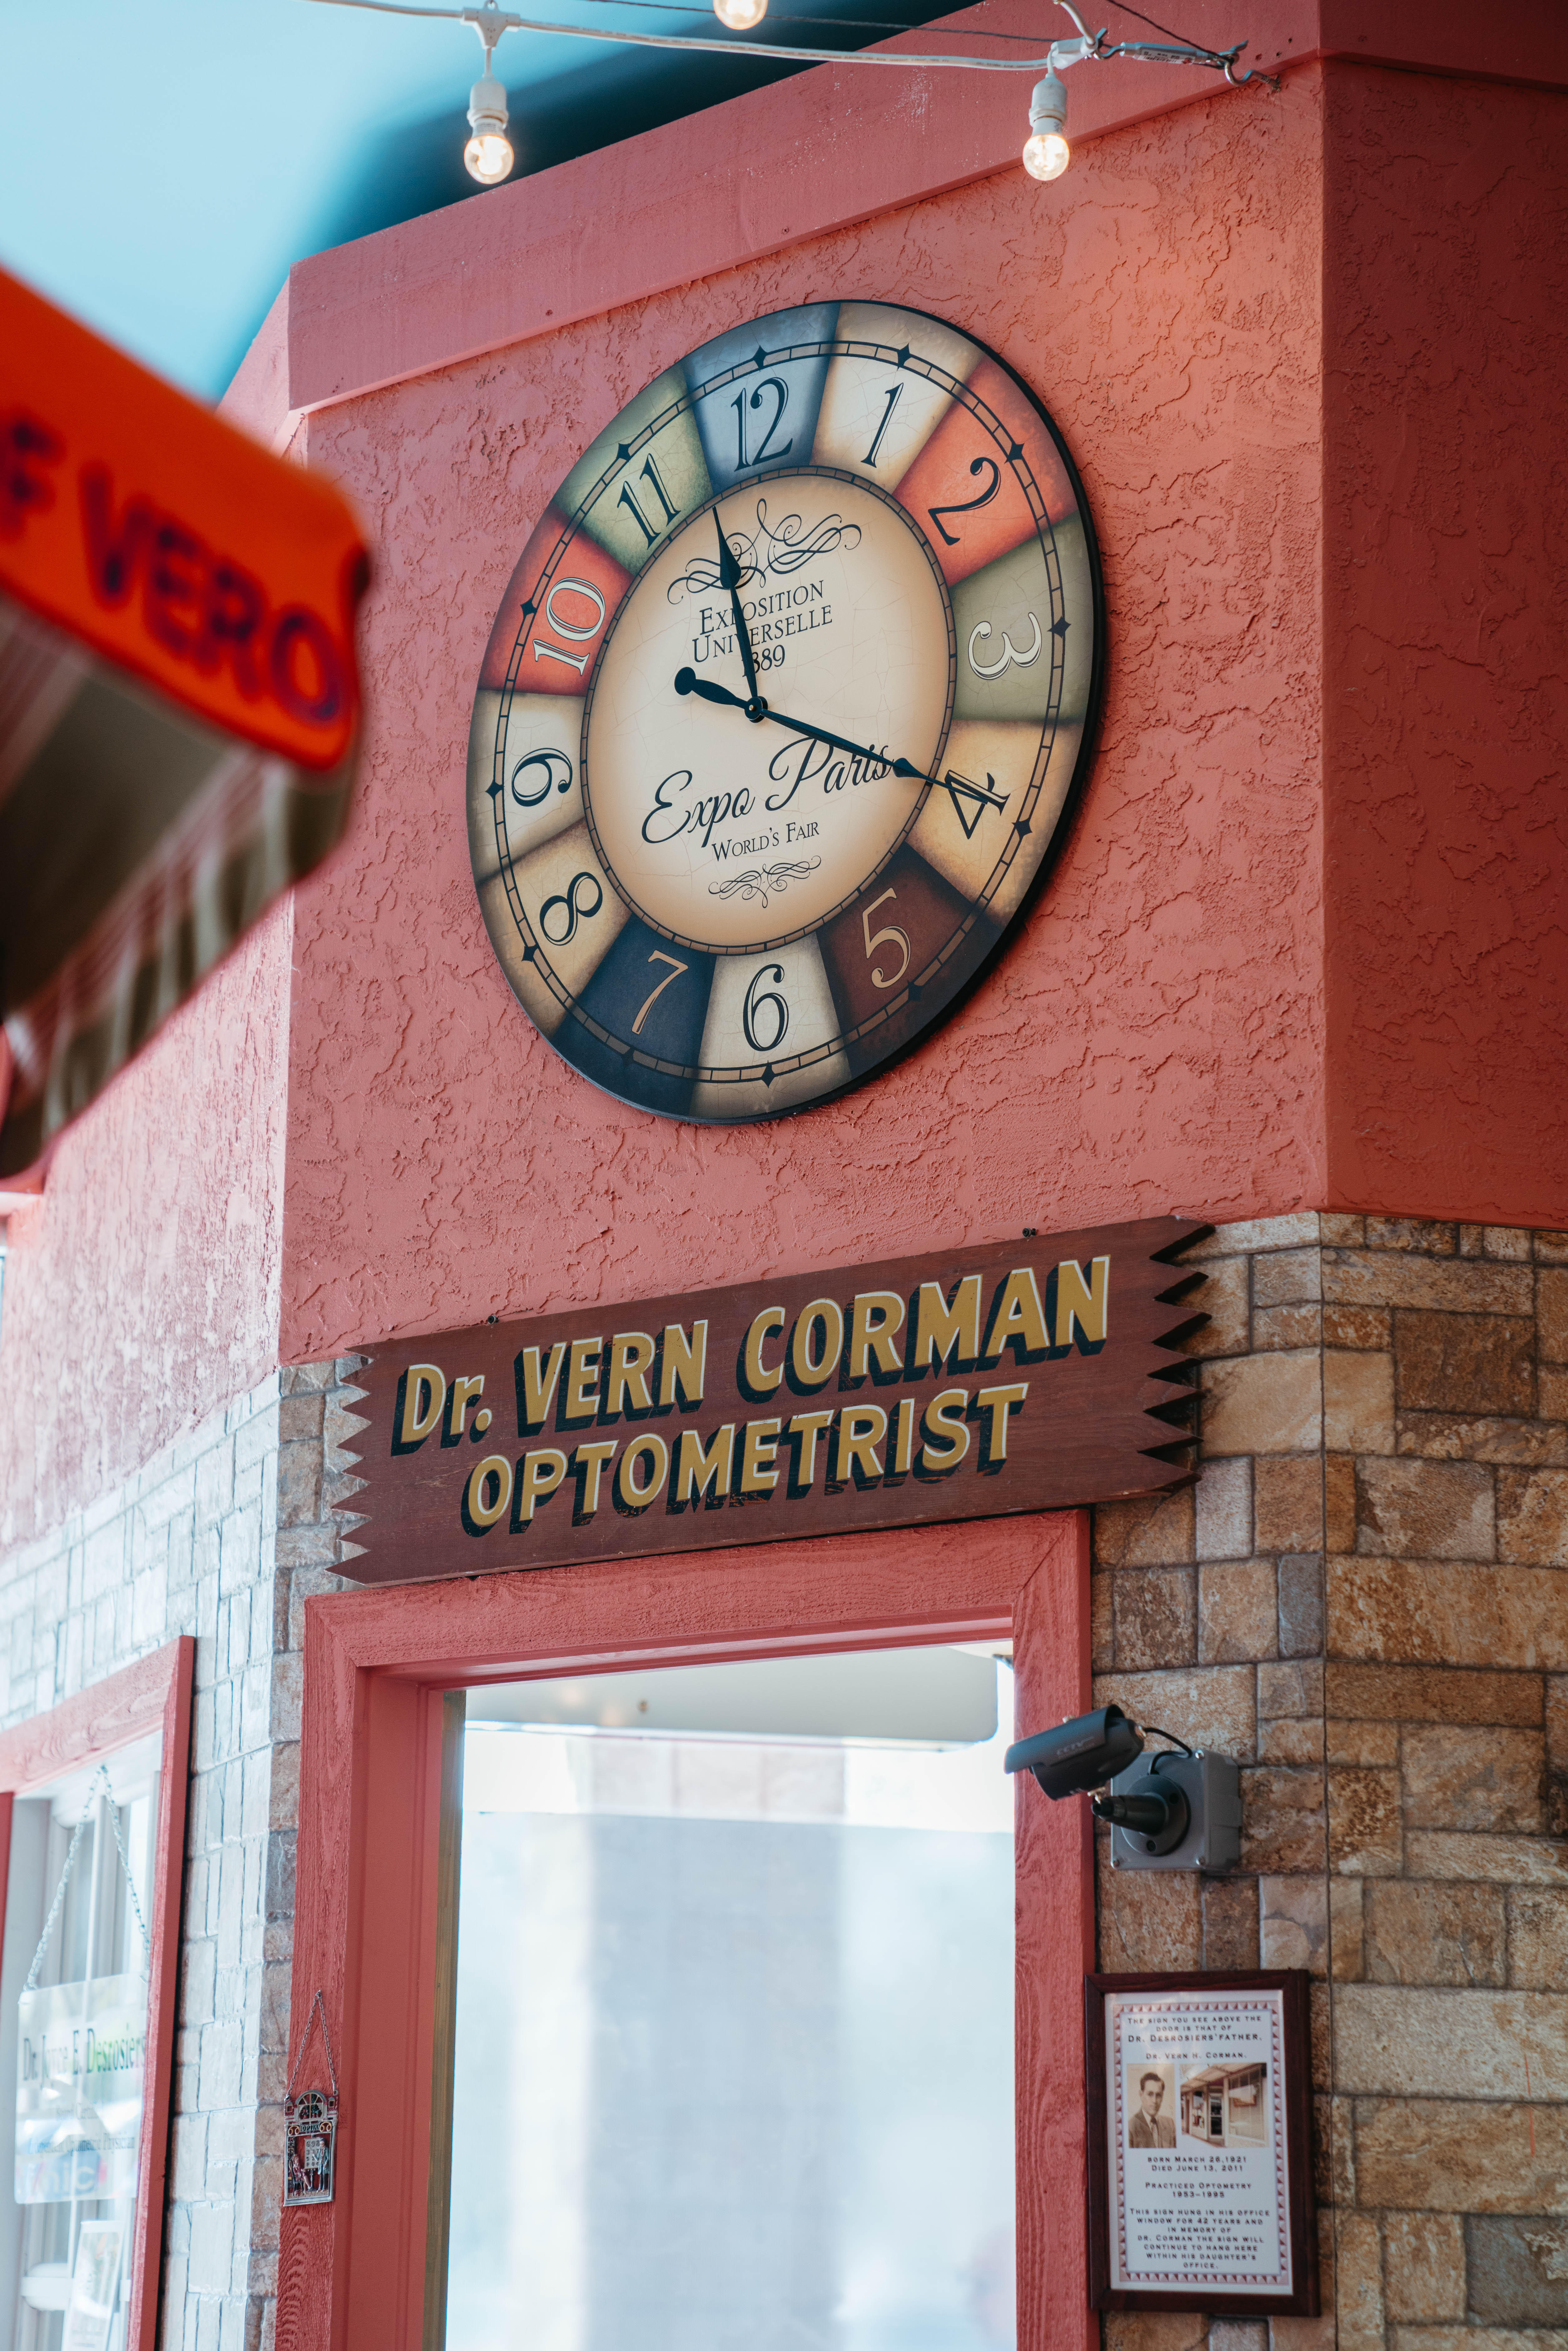 F VERO
12
1
2
3
4
5
6
7
8
9
10
11
EXPOSITION
UNIVERSELLE
1889
Expo Paris
WORLD'S FAIR
Dr. VERN CORMAN
OPTOMETRIST
CCTV
Dr. E. Desrosiers
THE SIGN YOU SEE ABOVE THE
DOOR IS THAT OF
DR. DESROSIERS' FATHER,
DR. VERN H. CORMAN.
BORN MARCH 26, 1921
DIED JUNE 13, 2011
PRACTICED OPTOMETRY
1953-1995
THIS SIGN HUNG IN HIS OFFICE
WINDOW FOR 42 YEARS AND
IN MEMORY OF
DR. CORMAN THE SIGN WILL
CONTINUE TO HANG HERE
WITHIN HIS DAUGHTER'S
OFFICE.